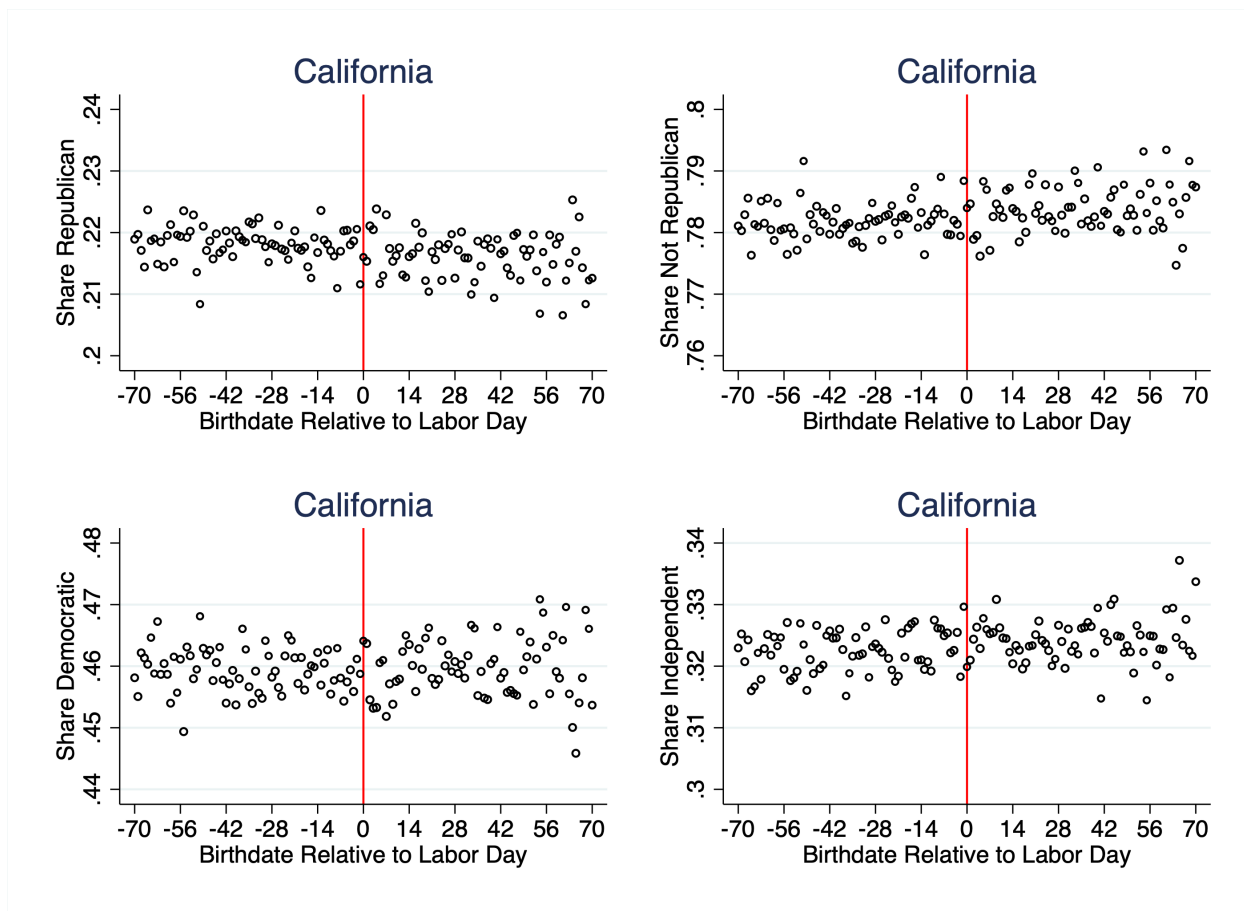 California
Share Republican
.24
.23
.22
.21
.2
-70 -56 -42 -28 -14 0 14 28 42 56 70
Birthdate Relative to Labor Day
California
Share Not Republican
.8
.79
.78
.77
.76
-70 -56 -42 -28 -14 0 14 28 42 56 70
Birthdate Relative to Labor Day
California
Share Democratic
.48
.47
.46
.45
.44
-70 -56 -42 -28 -14 0 14 28 42 56 70
Birthdate Relative to Labor Day
California
Share Independent
.34
.33
.32
.31
.3
-70 -56 -42 -28 -14 0 14 28 42 56 70
Birthdate Relative to Labor Day